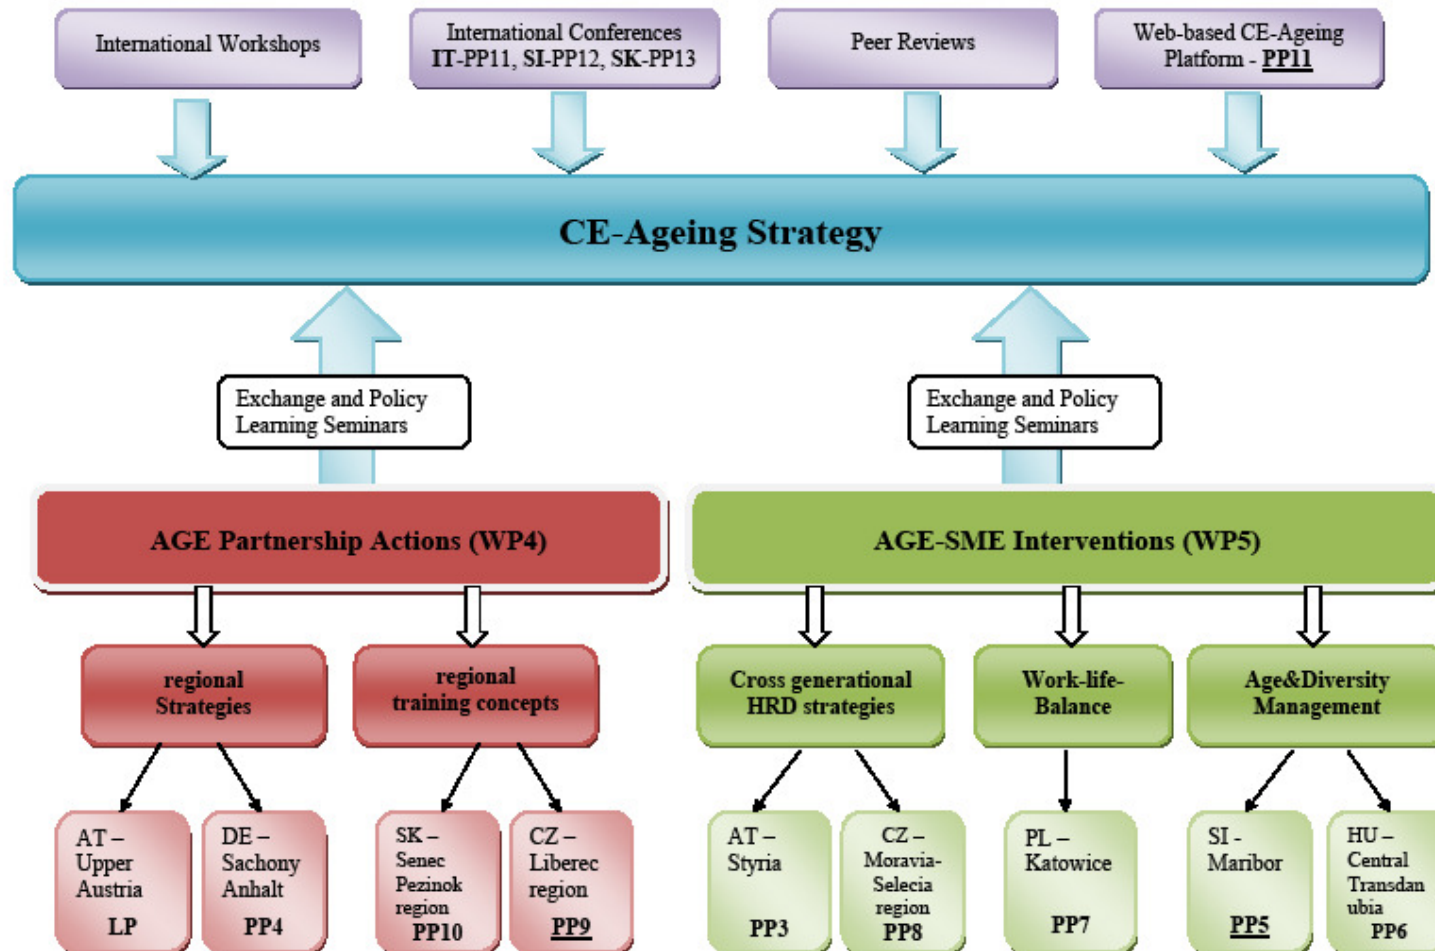 International Workshops
International Conferences
IT-PP11, SI-PP12, SK-PP13
Peer Reviews
Web-based CE-Ageing
Platform - PP11
CE-Ageing Strategy
Exchange and Policy
Learning Seminars
Exchange and Policy
Learning Seminars
AGE Partnership Actions (WP4)
AGE-SME Interventions (WP5)
regional
Strategies
regional
training concepts
Cross generational
HRD strategies
Work-life-
Balance
Age&Diversity
Management
AT –
Upper
Austria
LP
DE –
Sachony
Anhalt
PP4
SK –
Senec
Pezinok
region
PP10
CZ –
Liberec
region
PP9
AT –
Styria
PP3
CZ –
Moravia-
Selecia
region
PP8
PL –
Katowice
PP7
SI -
Maribor
PP5
HU –
Central
Transdan
ubia
PP6